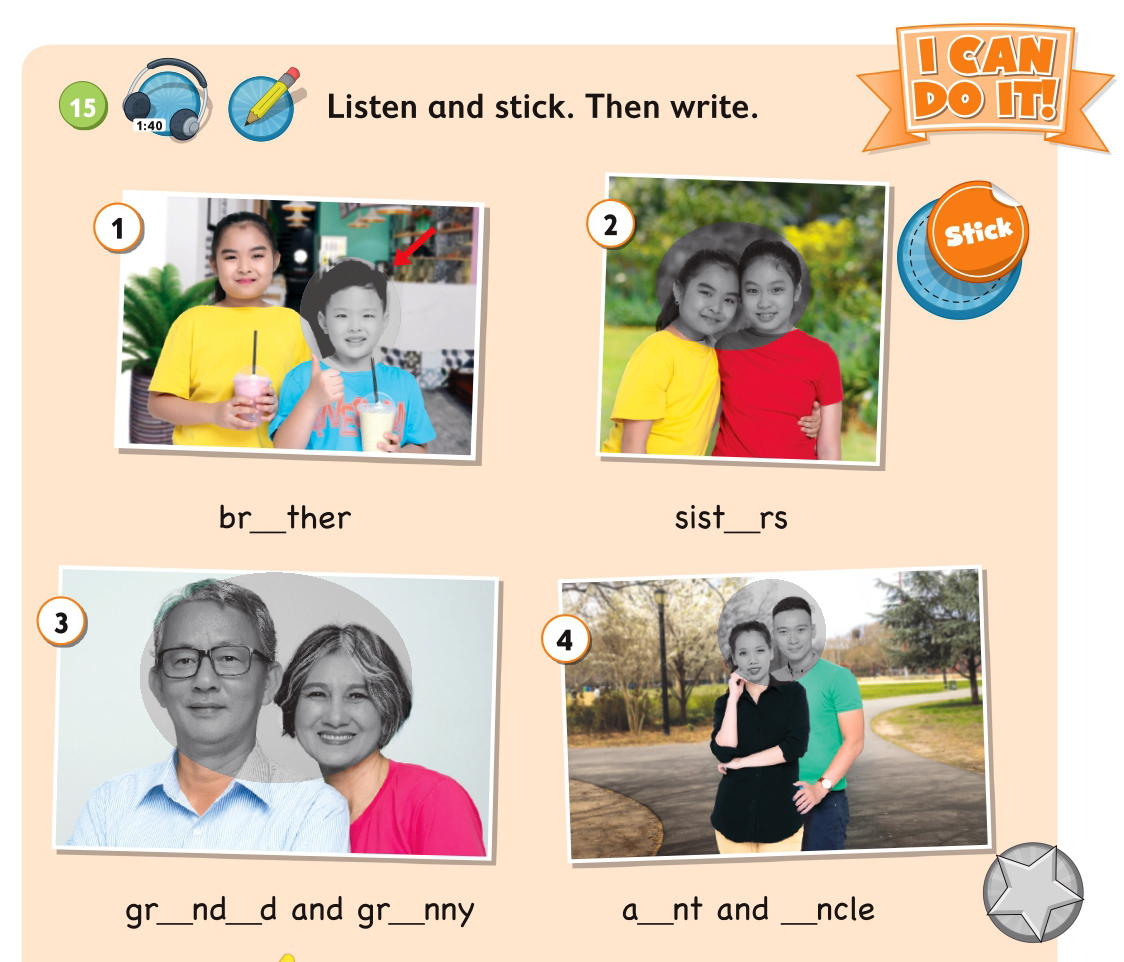 I CAN
DO IT!
15
1:40
Listen and stick. Then write.
1
2
Stick
br__ther
sist__rs
3
4
gr__nd__d and gr__nny
a__nt and __ncle